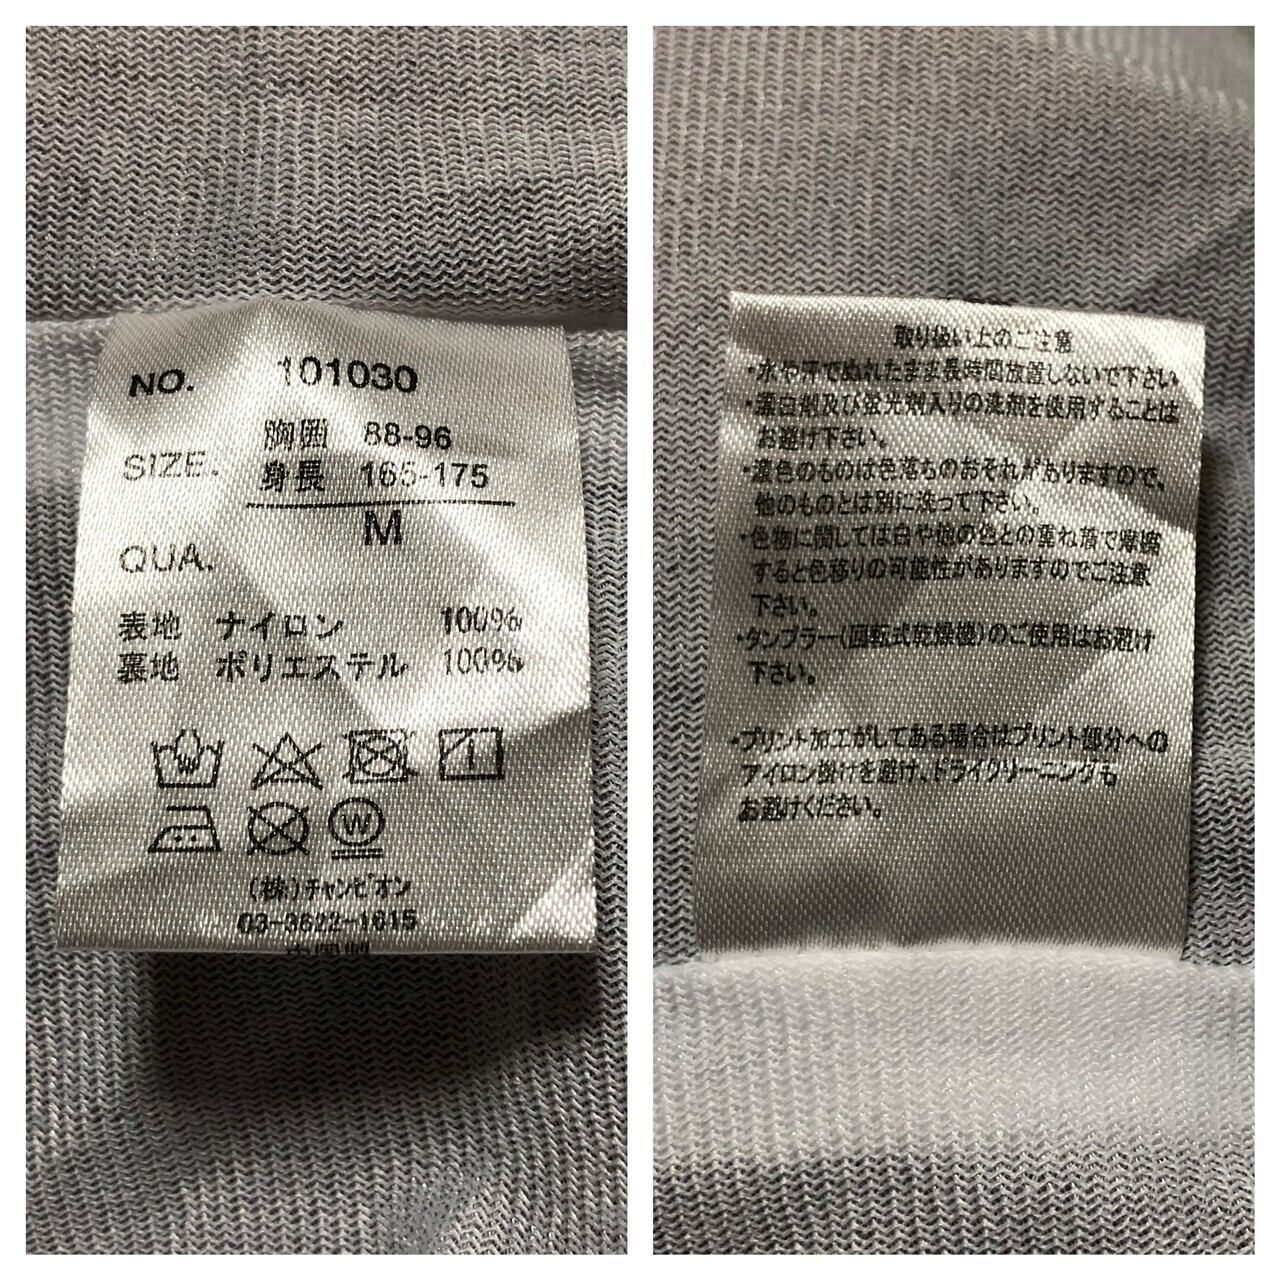 NO. 101030
胸囲 88-96
SIZE. 身長 165-175
M
QUA.
表地 ナイロン 100%
裏地 ポリエステル 100%
W
(株)チャンピオン
03-3622-1615
中国製
取り扱い上のご注意
・水や汗でぬれたまま長時間放置しないで下さい
・漂白剤及び蛍光剤入りの洗剤を使用することは
お避け下さい。
・濃色のものは色落ちのおそれがありますので、
他のものとは別に洗って下さい。
・色物に関しては白や他の色との重ね着で摩擦
すると色移りの可能性がありますのでご注意
下さい。
・タンブラー(回転式乾燥機)のご使用はお避け
下さい。
・プリント加工がしてある場合はプリント部分への
アイロン掛けを避け、ドライクリーニングも
お避けください。